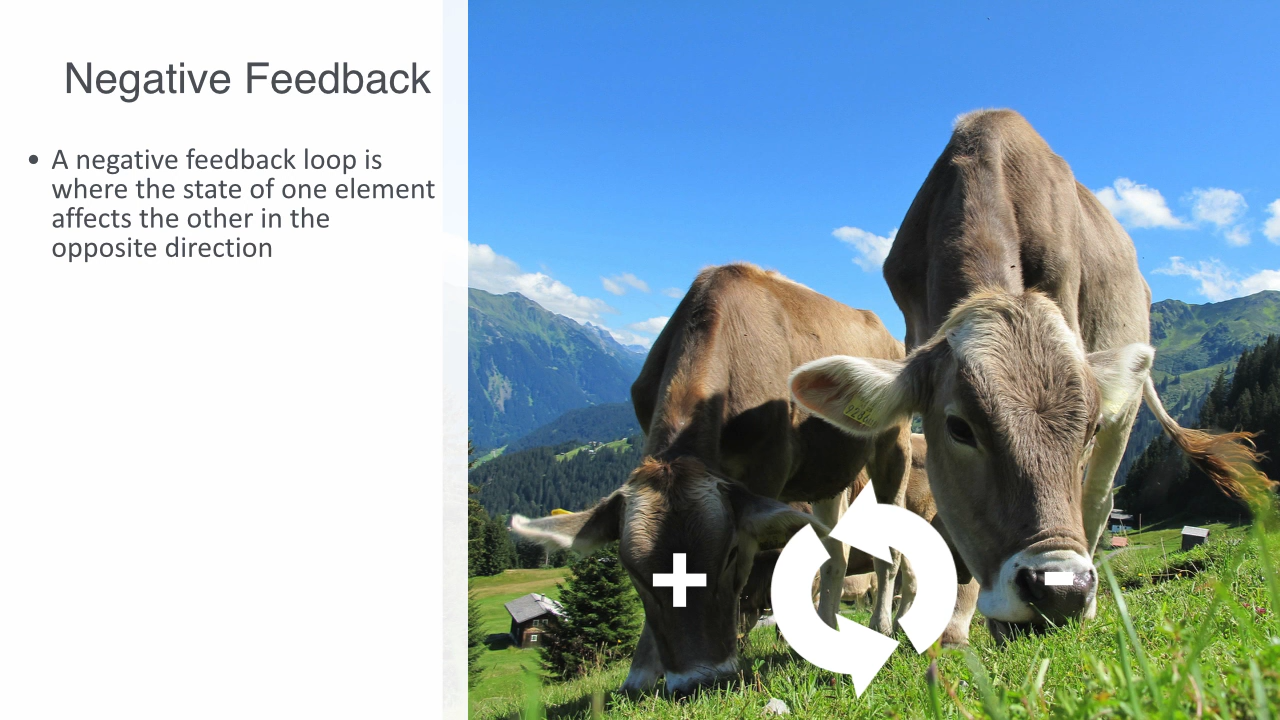 Negative Feedback
• A negative feedback loop is
where the state of one element
affects the other in the
opposite direction
+
-